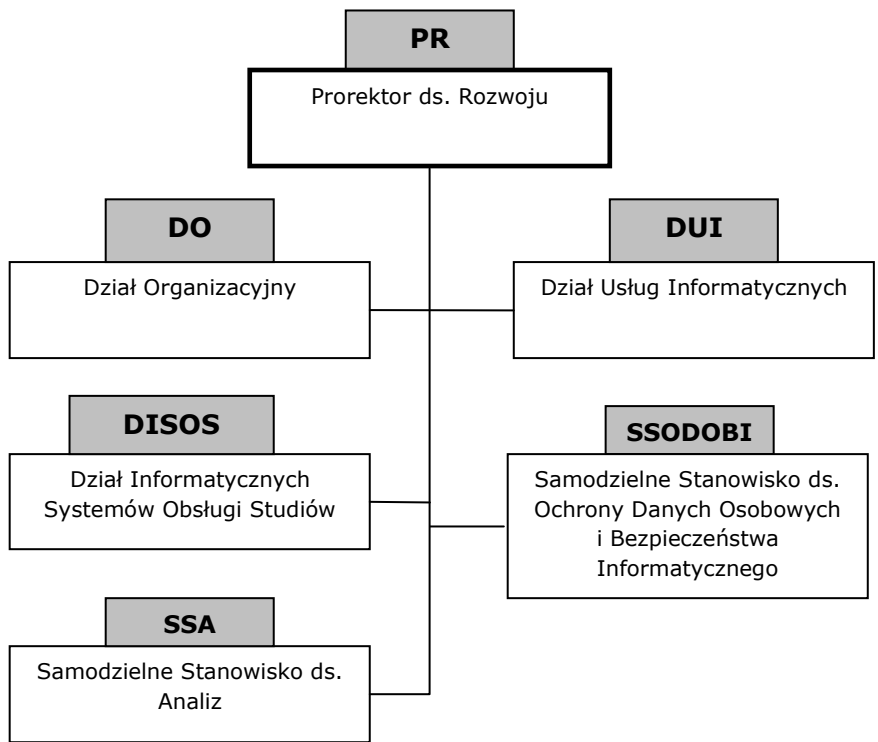 PR
Prorektor ds. Rozwoju
DO
Dział Organizacyjny
DUI
Dział Usług Informatycznych
DISOS
Dział Informatycznych
Systemów Obsługi Studiów
SSODOBI
Samodzielne Stanowisko ds.
Ochrony Danych Osobowych
i Bezpieczeństwa
Informatycznego
SSA
Samodzielne Stanowisko ds.
Analiz